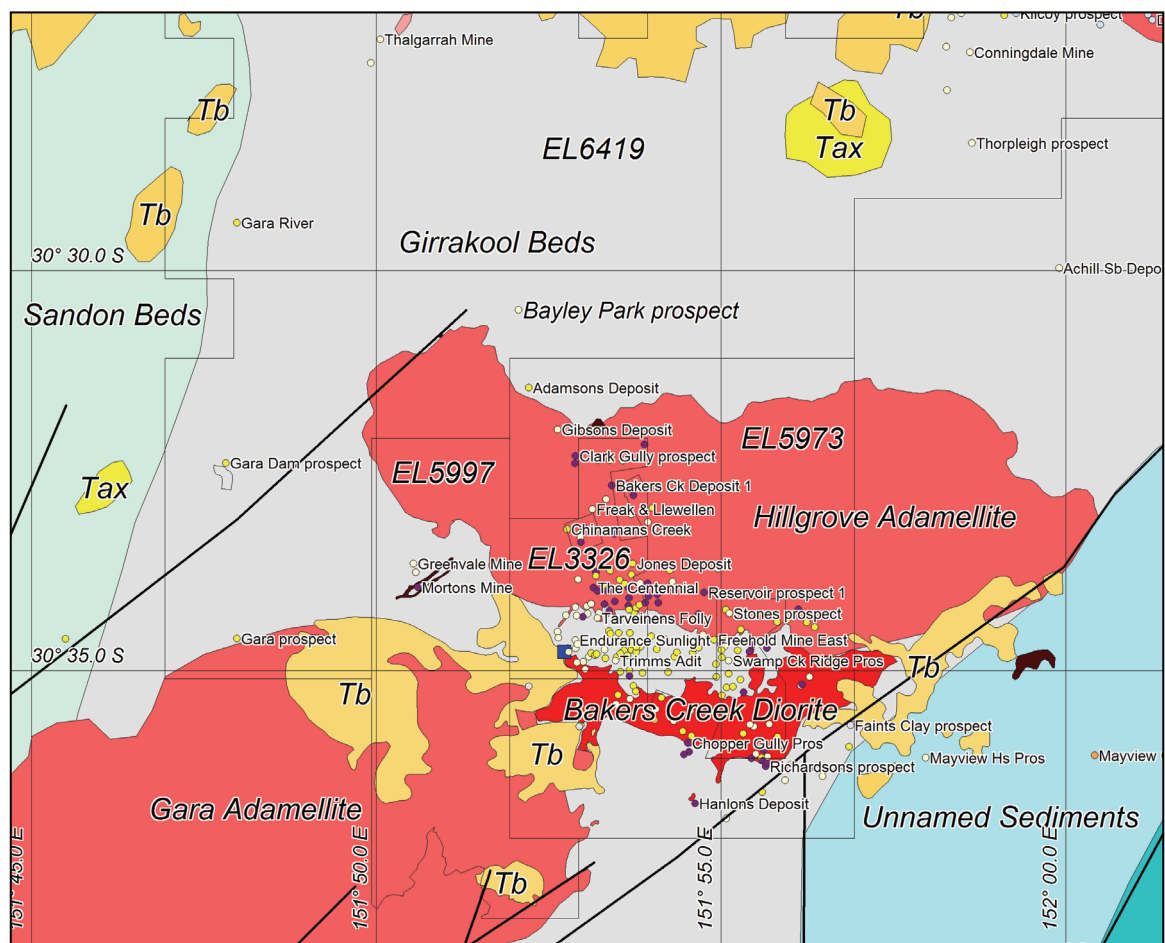 Tb
Kilcoy prospect
Thalgarrah Mine
Conningdale Mine
Tb
Tb
EL6419
Tax
Thorpleigh prospect
Tb
Gara River
Girrakool Beds
30° 30.0 S
Achill Sb Depo
Sandon Beds
Bayley Park prospect
Adamsons Deposit
Gibsons Deposit
EL5973
Clark Gully prospect
Gara Dam prospect
EL5997
Tax
Bakers Ck Deposit 1
Freak & Llewellen
Hillgrove Adamellite
Chinamans Creek
Greenvale Mine
EL3326
Jones Deposit
Mortons Mine
The Centennial
Reservoir prospect 1
Tarveinens Folly
Stones prospect
Gara prospect
Endurance Sunlight
Freehold Mine East
30° 35.0 S
Trimms Adit
Swamp Ck Ridge Pros
Tb
Tb
Bakers Creek Diorite
Faints Clay prospect
Tb
Chopper Gully Pros
Mayview Hs Pros
Mayview
Richardsons prospect
Gara Adamellite
Hanlons Deposit
Unnamed Sediments
Tb
151° 45.0 E
151° 50.0 E
151° 55.0 E
152° 00.0 E